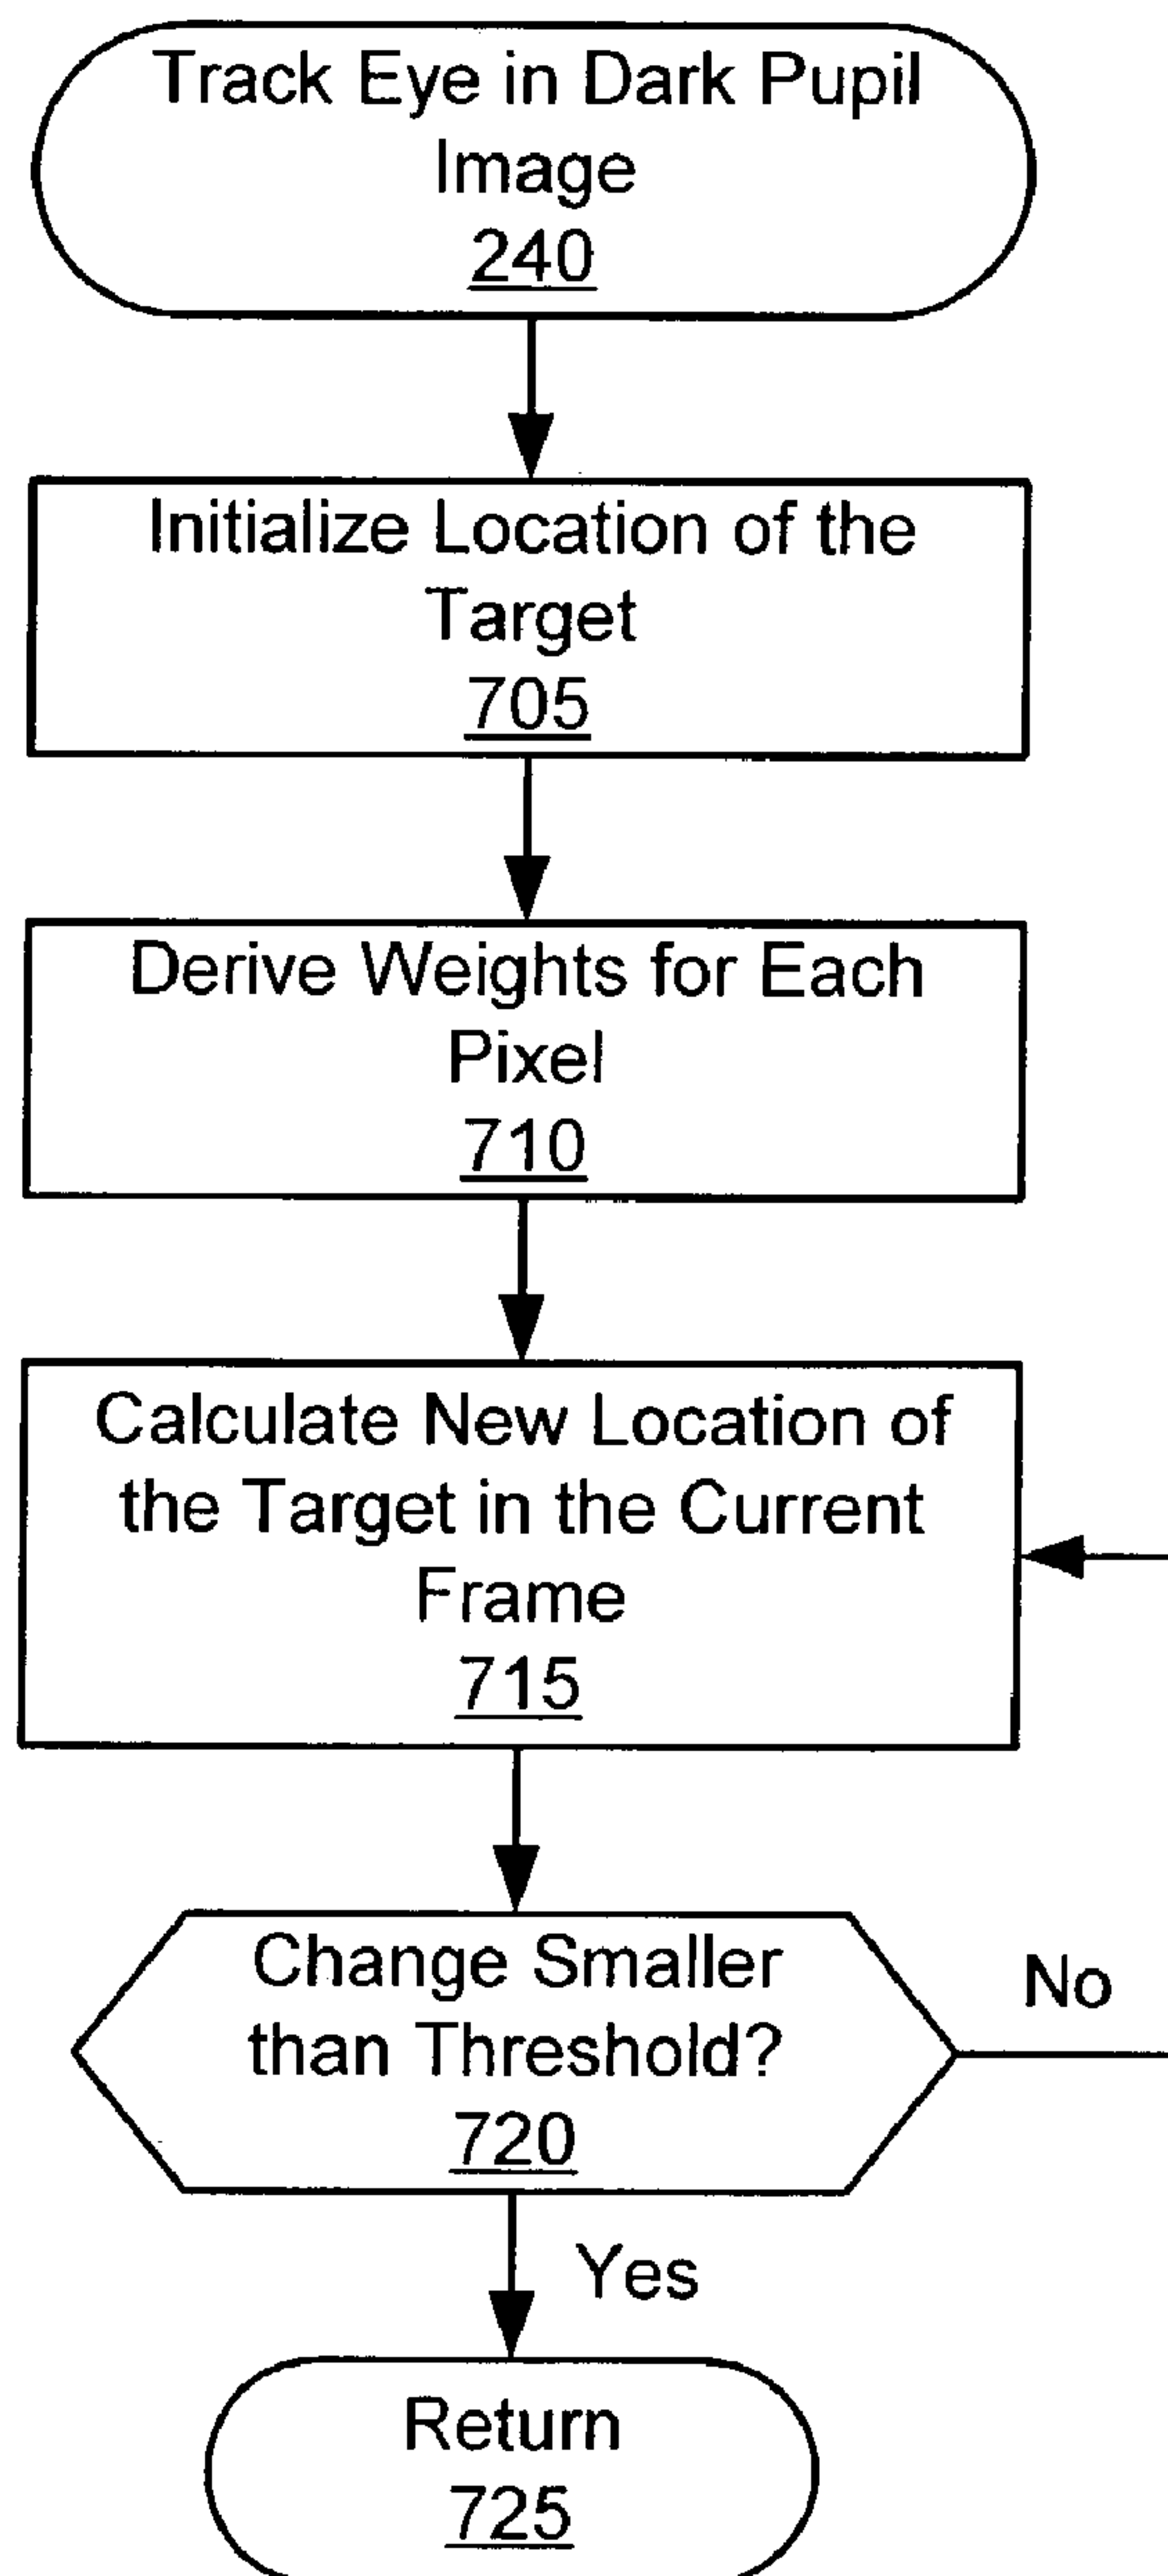 Track Eye in Dark Pupil
Image
240
Initialize Location of the
Target
705
Derive Weights for Each
Pixel
710
Calculate New Location of
the Target in the Current
Frame
715
Change Smaller
than Threshold?
720
No
Yes
Return
725